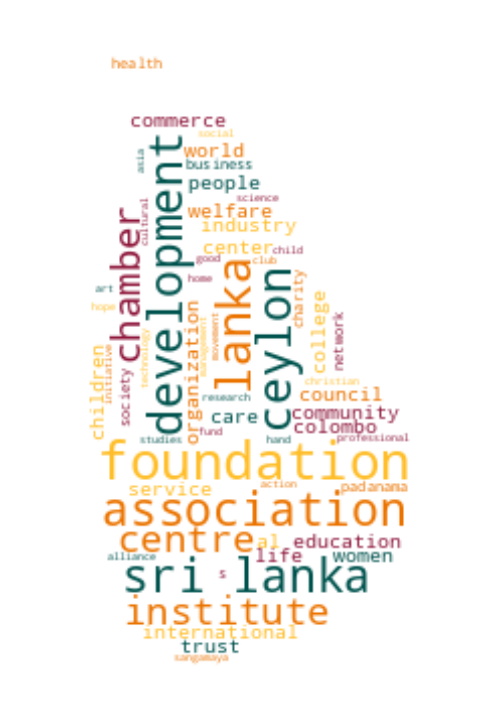 health
commerce
social
world
asia
business
development
people
science
cultural
welfare
chamber
industry
center
child
good
club
lanka
ceylon
home
charity
art
hope
college
organization
network
movement
management
technology
children
initiative
society
christian
research
council
care
community
colombo
fund
studies
hand
professional
foundation
action
service
padanama
association
centre
al
education
alliance
life
women
sri lanka
s
institute
international
trust
sangamaya